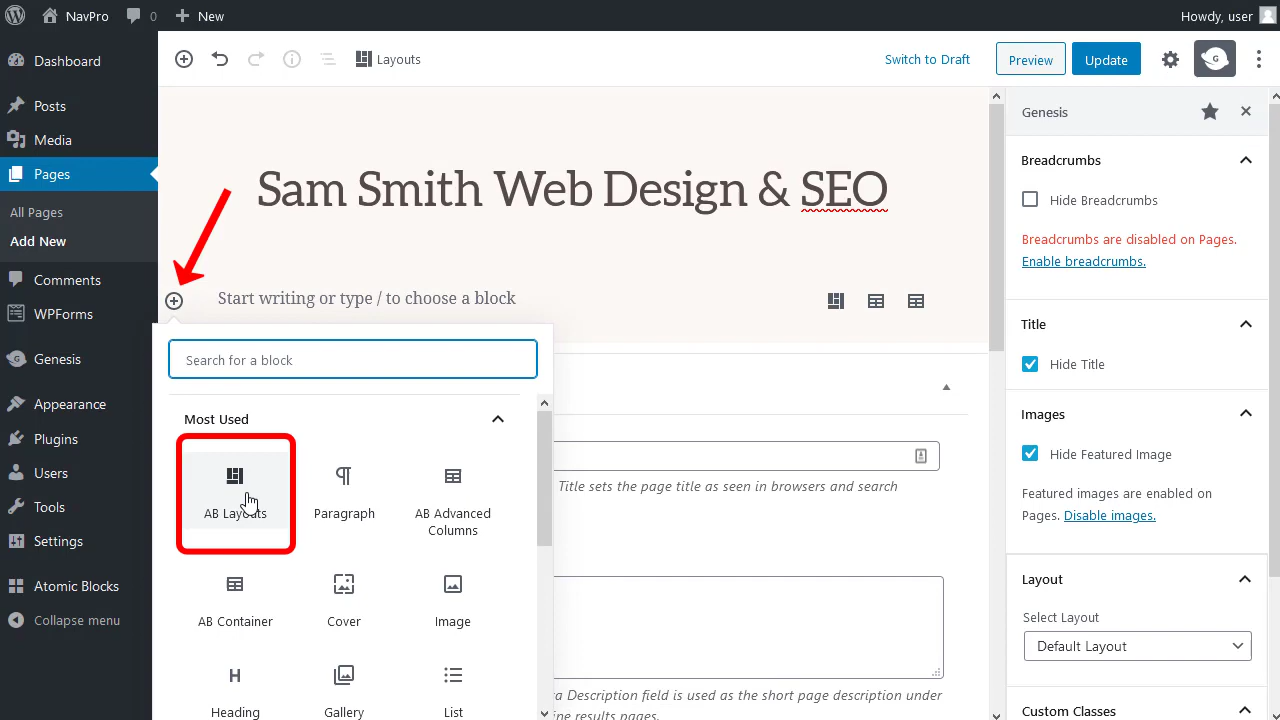 NavPro
0
New
Howdy, user
Dashboard
Posts
Media
Pages
All Pages
Add New
Comments
WPForms
Genesis
Appearance
Plugins
Users
Tools
Settings
Atomic Blocks
Collapse menu
Layouts
Switch to Draft
Preview
Update
Sam Smith Web Design & SEO
Start writing or type / to choose a block
Search for a block
Most Used
AB Layouts
Paragraph
AB Advanced
Columns
AB Container
Cover
Image
Heading
Gallery
List
Title sets the page title as seen in browsers and search
a Description field is used as the short page description under
ine results pages.
Genesis
Breadcrumbs
Hide Breadcrumbs
Breadcrumbs are disabled on Pages.
Enable breadcrumbs.
Title
Hide Title
Images
Hide Featured Image
Featured images are enabled on
Pages. Disable images.
Layout
Select Layout
Default Layout
Custom Classes